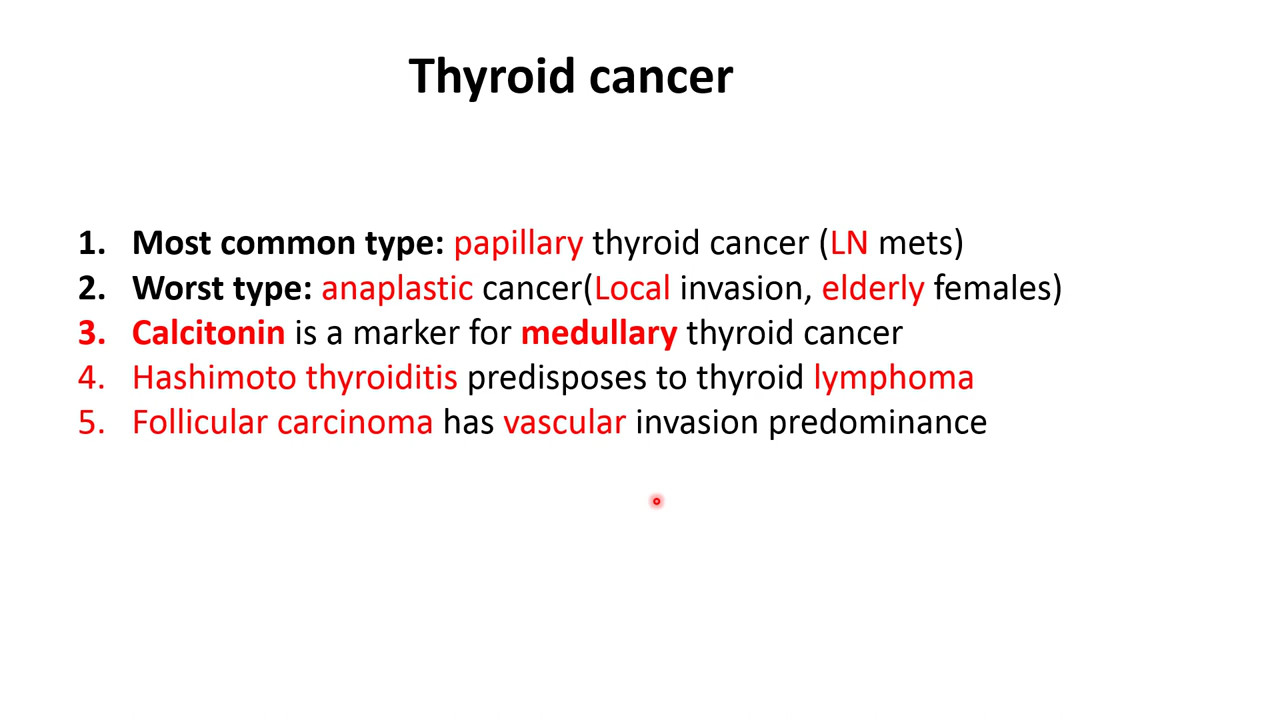 Thyroid cancer
1. Most common type: papillary thyroid cancer (LN mets)
2. Worst type: anaplastic cancer(Local invasion, elderly females)
3. Calcitonin is a marker for medullary thyroid cancer
4. Hashimoto thyroiditis predisposes to thyroid lymphoma
5. Follicular carcinoma has vascular invasion predominance